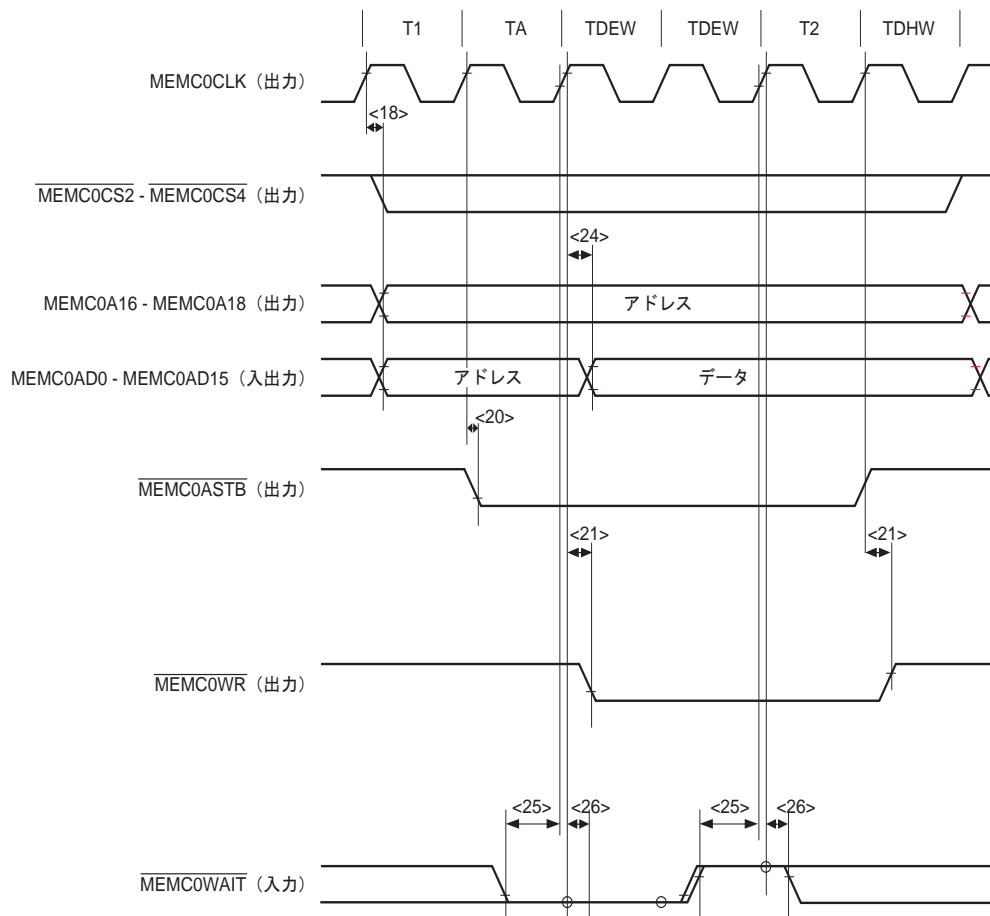 T1 TA TDEW TDEW T2 TDHW
MEMC0CLK（出力）
<18>
MEMC0CS2 - MEMC0CS4（出力）
<24>
MEMC0A16 - MEMC0A18（出力） アドレス
MEMC0AD0 - MEMC0AD15（入出力） アドレス データ
<20>
MEMC0ASTB（出力）
<21> <21>
MEMC0WR（出力）
<25> <26> <25> <26>
MEMC0WAIT（入力）